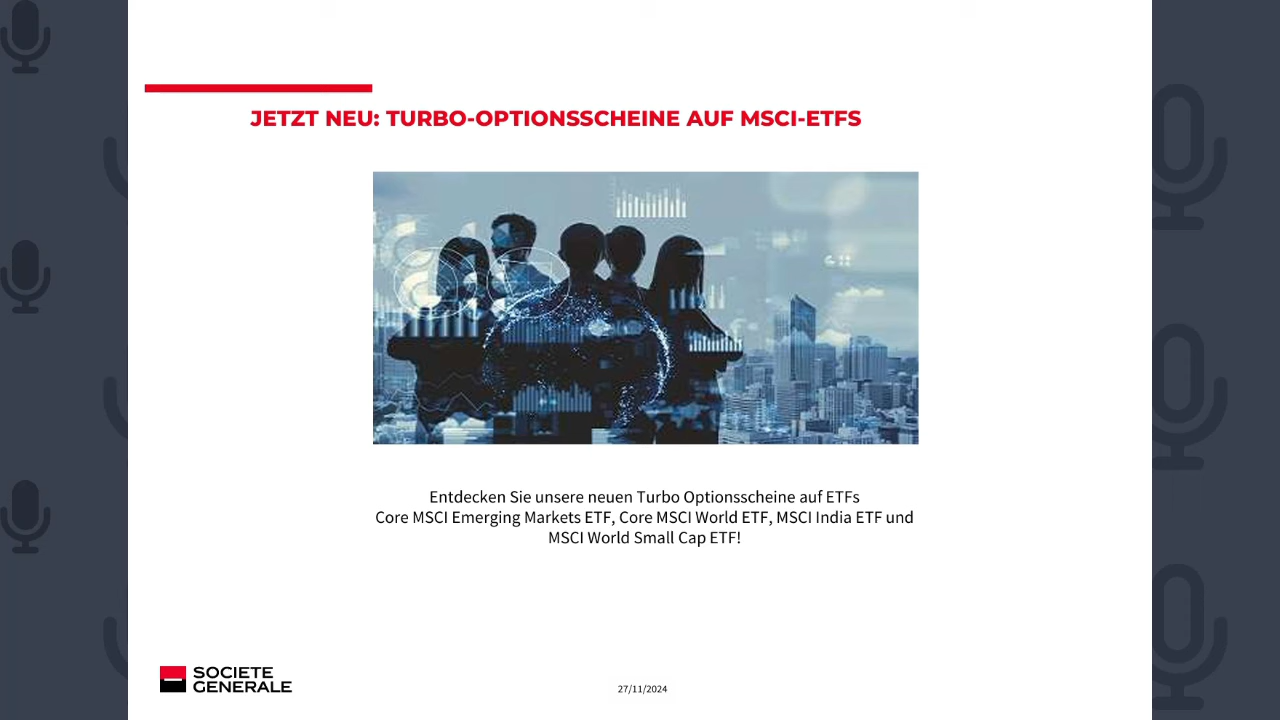 JETZT NEU: TURBO-OPTIONSSCHEINE AUF MSCI-ETFS
Entdecken Sie unsere neuen Turbo Optionsscheine auf ETFs
Core MSCI Emerging Markets ETF, Core MSCI World ETF, MSCI India ETF und
MSCI World Small Cap ETF!
SOCIETE
GENERALE
27/11/2024